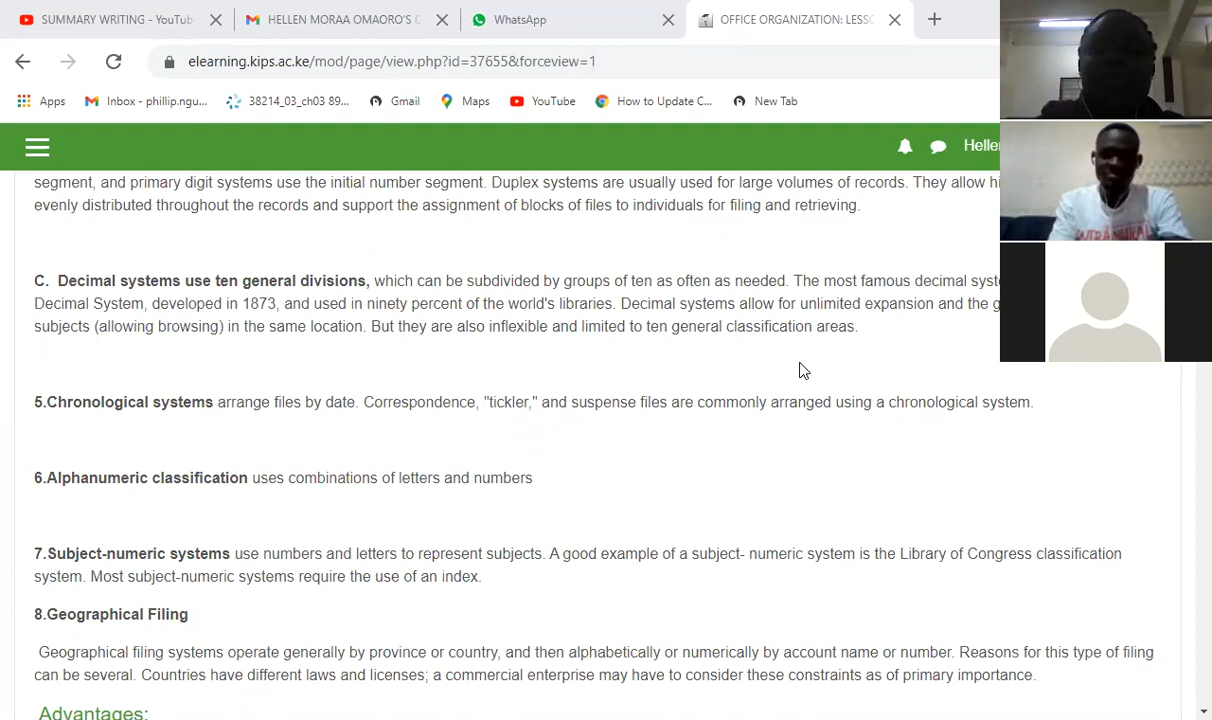 SUMMARY WRITING - YouTub
HELLEN MORAA OMAORO'S C
WhatsApp
OFFICE ORGANIZATION: LESSO
elearning.kips.ac.ke/mod/page/view.php?id=37655&forceview=1
Apps
Inbox - phillip.ngu...
38214_03_ch03 89...
Gmail
Maps
YouTube
How to Update C...
New Tab
Heller
segment, and primary digit systems use the initial number segment. Duplex systems are usually used for large volumes of records. They allow hi
evenly distributed throughout the records and support the assignment of blocks of files to individuals for filing and retrieving.
C. Decimal systems use ten general divisions, which can be subdivided by groups of ten as often as needed. The most famous decimal syste
Decimal System, developed in 1873, and used in ninety percent of the world's libraries. Decimal systems allow for unlimited expansion and the g
subjects (allowing browsing) in the same location. But they are also inflexible and limited to ten general classification areas.
5.Chronological systems arrange files by date. Correspondence, "tickler," and suspense files are commonly arranged using a chronological system.
6.Alphanumeric classification uses combinations of letters and numbers
7.Subject-numeric systems use numbers and letters to represent subjects. A good example of a subject- numeric system is the Library of Congress classification
system. Most subject-numeric systems require the use of an index.
8.Geographical Filing
Geographical filing systems operate generally by province or country, and then alphabetically or numerically by account name or number. Reasons for this type of filing
can be several. Countries have different laws and licenses; a commercial enterprise may have to consider these constraints as of primary importance.
Advantages: